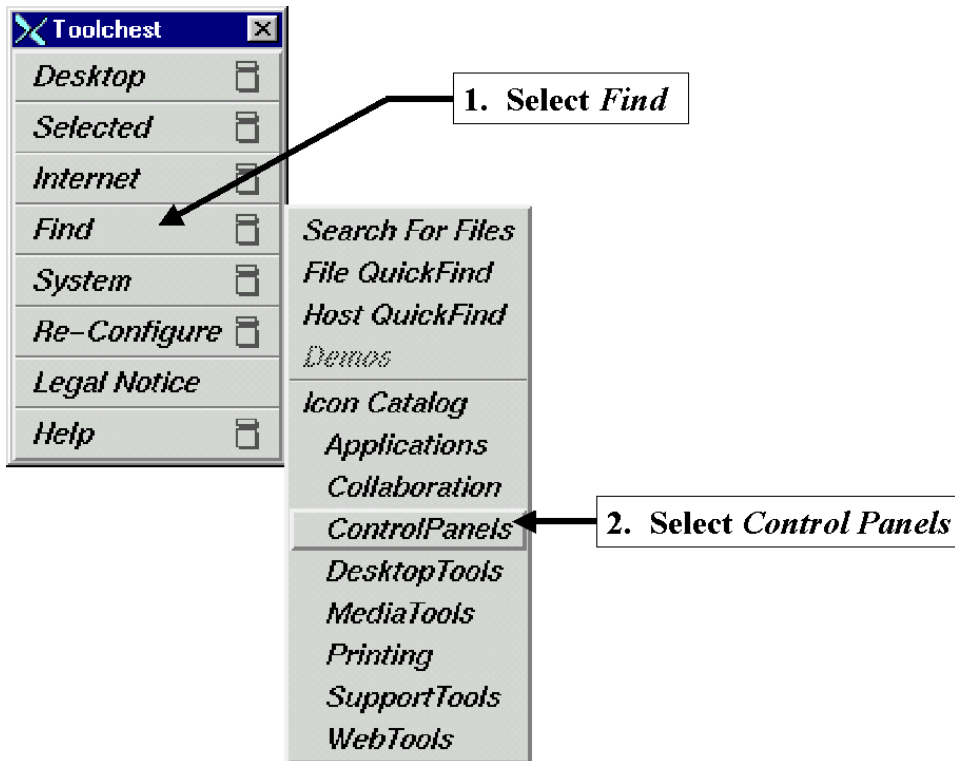 Toolchest
Desktop
Selected
Internet
Find
System
Re-Configure
Legal Notice
Help
1. Select Find
Search For Files
File QuickFind
Host QuickFind
Demos
Icon Catalog
Applications
Collaboration
ControlPanels
DesktopTools
MediaTools
Printing
SupportTools
WebTools
2. Select Control Panels